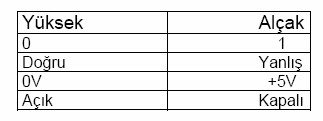 Yüksek Alçak
0 1
Doğru Yanlış
0V +5V
Açık Kapalı